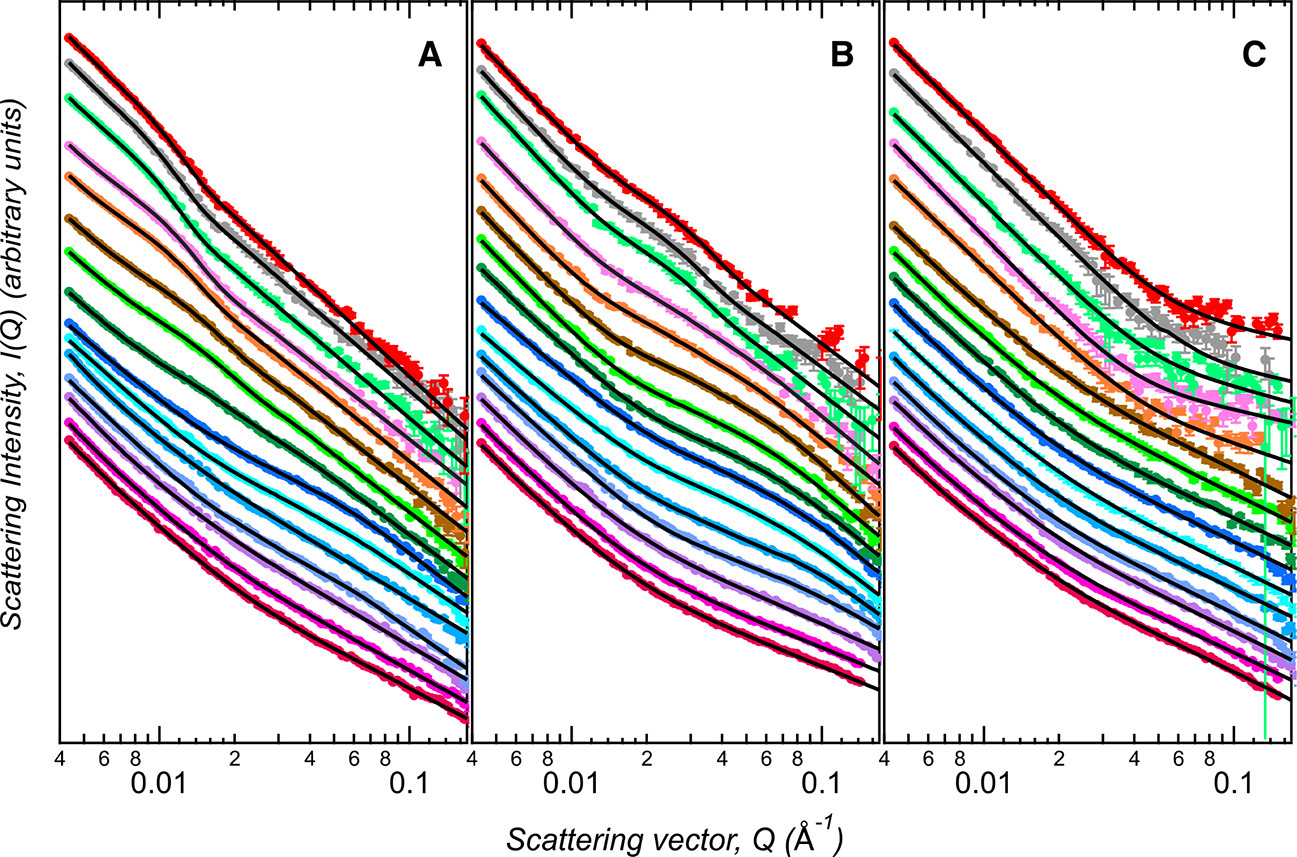 A B C
Scattering Intensity, I(Q) (arbitrary units)
4 6 8 2 4 6 8 4 6 8 2 4 6 8 4 6 8 2 4 6 8
0.01 0.1 0.01 0.1 0.01 0.1
Scattering vector, Q (Å⁻¹)